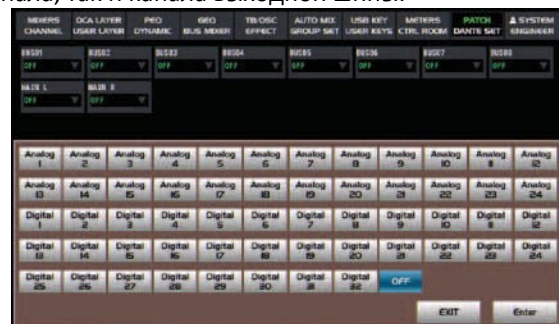 нала, так и канала выходной шины.
MIXERS DCA LAYER PEQ GEQ TB/OSC AUTO MIX USB KEY METERS PATCH SYSTEM
CHANNEL USER LAYER DYNAMIC BUS MIXER EFFECT GROUP SET USER KEYS CTRL ROOM DANTE SET ENGINEER
BUS01 BUS02 BUS03 BUS04 BUS05 BUS06 BUS07 BUS08
OFF OFF OFF OFF OFF OFF OFF OFF
MAIN L MAIN R
OFF OFF
Analog Analog Analog Analog Analog Analog Analog Analog Analog Analog Analog Analog
1 2 3 4 5 6 7 8 9 10 11 12
Analog Analog Analog Analog Analog Analog Analog Analog Analog Analog Analog Analog
13 14 15 16 17 18 19 20 21 22 23 24
Digital Digital Digital Digital Digital Digital Digital Digital Digital Digital Digital Digital
1 2 3 4 5 6 7 8 9 10 11 12
Digital Digital Digital Digital Digital Digital Digital Digital Digital Digital Digital Digital
13 14 15 16 17 18 19 20 21 22 23 24
Digital Digital Digital Digital Digital Digital Digital Digital OFF
25 26 27 28 29 30 31 32
EXIT Enter